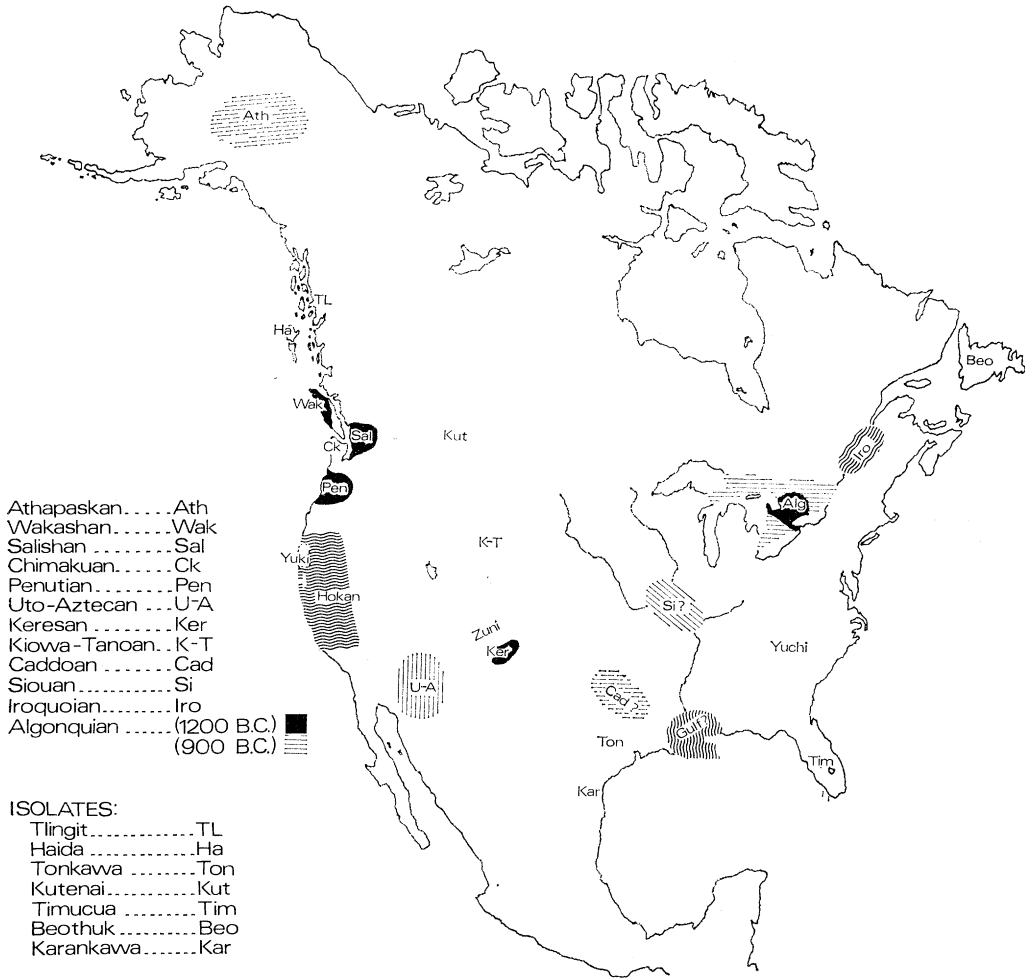 Ath
TL
Ha
Beo
Wak
Sal
Kut
Ck
Iro
Pen
Alg
Athapaskan.....Ath
Wakashan.....Wak
Salishan ........Sal
Chimakuan......Ck
Penutian......Pen
Uto-Aztecan ...U-A
Keresan.......Ker
Kiowa-Tanoan..K-T
Caddoan......Cad
Siouan...........Si
Iroquoian.......Iro
Algonquian ......(1200 B.C.)
(900 B.C.)
Yuki
K-T
Hokan
Si?
Zuni
Ker
Yuchi
U-A
Cad ?
Gulf?
Ton
Tim
Kar
ISOLATES:
Tlingit.............TL
Haida .............Ha
Tonkawa ........Ton
Kutenai..........Kut
Timucua .........Tim
Beothuk ........Beo
Karankawa......Kar